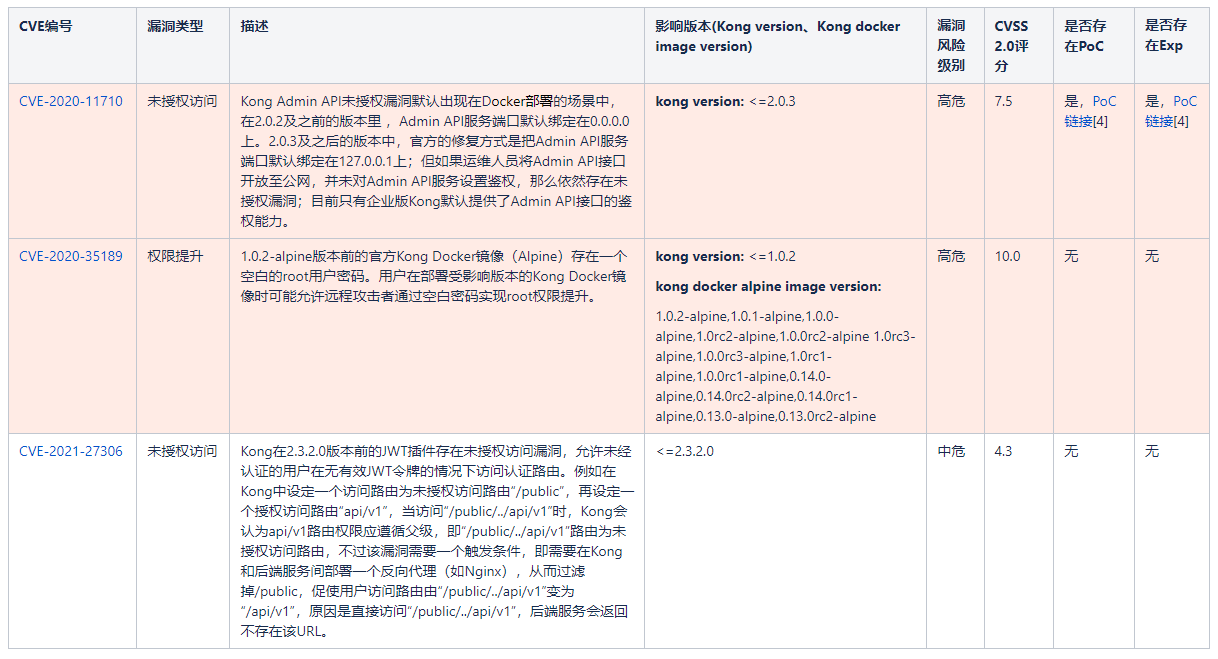 CVE编号
漏洞类型
描述
影响版本(Kong version、Kong docker
image version)
漏洞
风险
级别
CVSS
2.0评
分
是否存
在PoC
是否存
在Exp
CVE-2020-11710
未授权访问
Kong Admin API未授权漏洞默认出现在Docker部署的场景中，
在2.0.2及之前的版本里 ，Admin API服务端口默认绑定在0.0.0.0
上。2.0.3及之后的版本中，官方的修复方式是把Admin API服务
端口默认绑定在127.0.0.1上；但如果运维人员将Admin API接口
开放至公网，并未对Admin API服务设置鉴权，那么依然存在未
授权漏洞；目前只有企业版Kong默认提供了Admin API接口的鉴
权能力。
kong version: <=2.0.3
高危
7.5
是，PoC
链接[4]
是，PoC
链接[4]
CVE-2020-35189
权限提升
1.0.2-alpine版本前的官方Kong Docker镜像（Alpine）存在一个
空白的root用户密码。用户在部署受影响版本的Kong Docker镜
像时可能允许远程攻击者通过空白密码实现root权限提升。
kong version: <=1.0.2
kong docker alpine image version:
1.0.2-alpine,1.0.1-alpine,1.0.0-
alpine,1.0rc2-alpine,1.0.0rc2-alpine 1.0rc3-
alpine,1.0.0rc3-alpine,1.0rc1-
alpine,1.0.0rc1-alpine,0.14.0-
alpine,0.14.0rc2-alpine,0.14.0rc1-
alpine,0.13.0-alpine,0.13.0rc2-alpine
高危
10.0
无
无
CVE-2021-27306
未授权访问
Kong在2.3.2.0版本前的JWT插件存在未授权访问漏洞，允许未经
认证的用户在无有效JWT令牌的情况下访问认证路由。例如在
Kong中设定一个访问路由为未授权访问路由“/public”，再设定一
个授权访问路由“api/v1”，当访问“/public/../api/v1”时，Kong会
认为api/v1路由权限应遵循父级，即“/public/../api/v1”路由为未
授权访问路由，不过该漏洞需要一个触发条件，即需要在Kong
和后端服务间部署一个反向代理（如Nginx），从而过滤
掉/public，促使用户访问路由由“/public/../api/v1”变为
“/api/v1”，原因是直接访问“/public/../api/v1”，后端服务会返回
不存在该URL。
<=2.3.2.0
中危
4.3
无
无